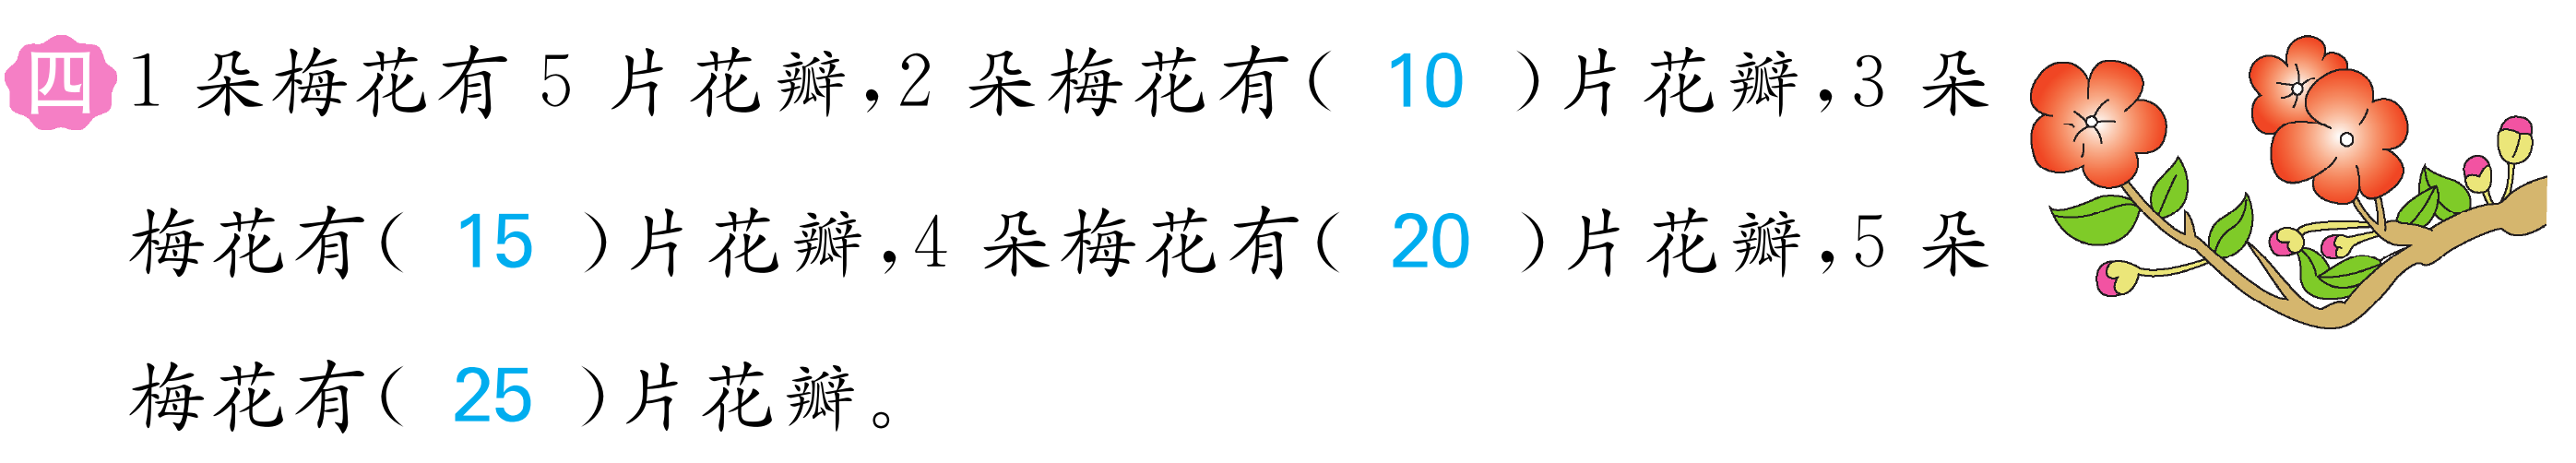 四 1 朵梅花有 5 片花瓣,2 朵梅花有( 10 )片花瓣,3 朵
梅花有( 15 )片花瓣,4 朵梅花有( 20 )片花瓣,5 朵
梅花有( 25 )片花瓣。